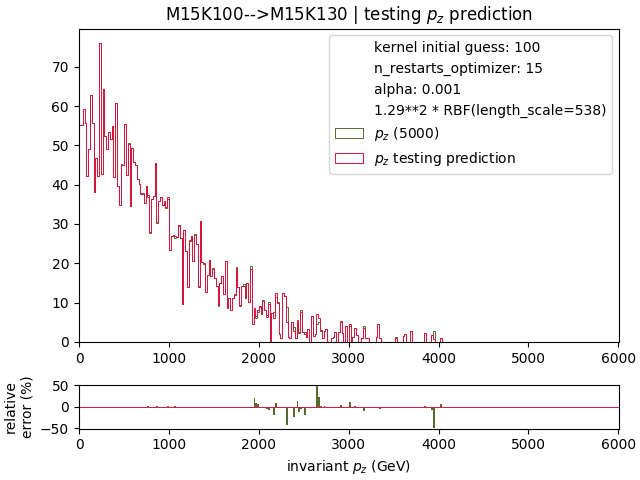 M15K100-->M15K130 | testing p_z prediction
kernel initial guess: 100
n_restarts_optimizer: 15
alpha: 0.001
1.29**2 * RBF(length_scale=538)
p_z (5000)
p_z testing prediction
70
60
50
40
30
20
10
0
0 1000 2000 3000 4000 5000 6000
relative
error (%)
50
0
−50
0 1000 2000 3000 4000 5000 6000
invariant p_z (GeV)